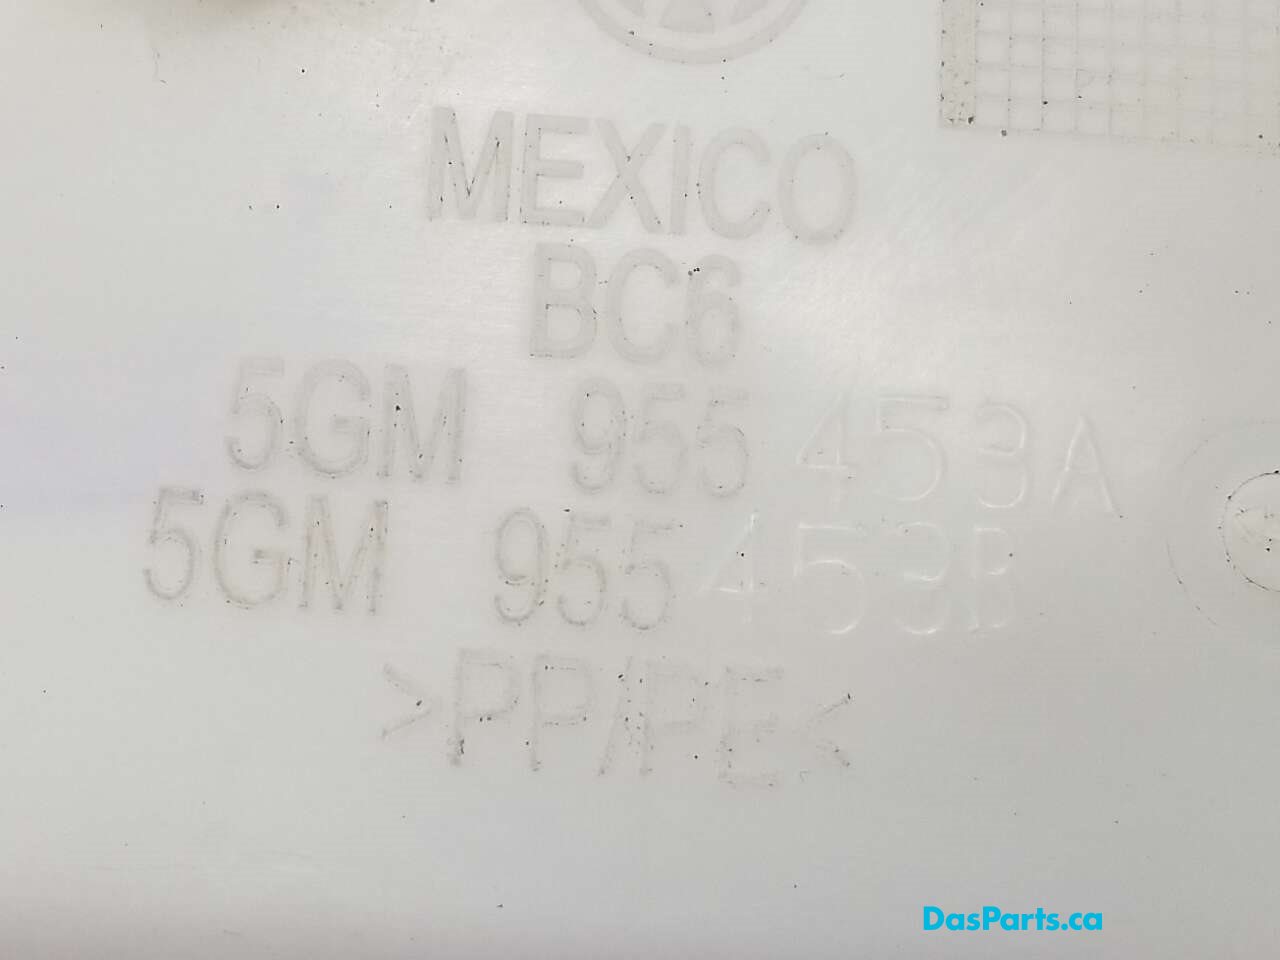 MEXICO
BC6
5GM 955 453A
5GM 955 453B
>PP/PE<
DasParts.ca